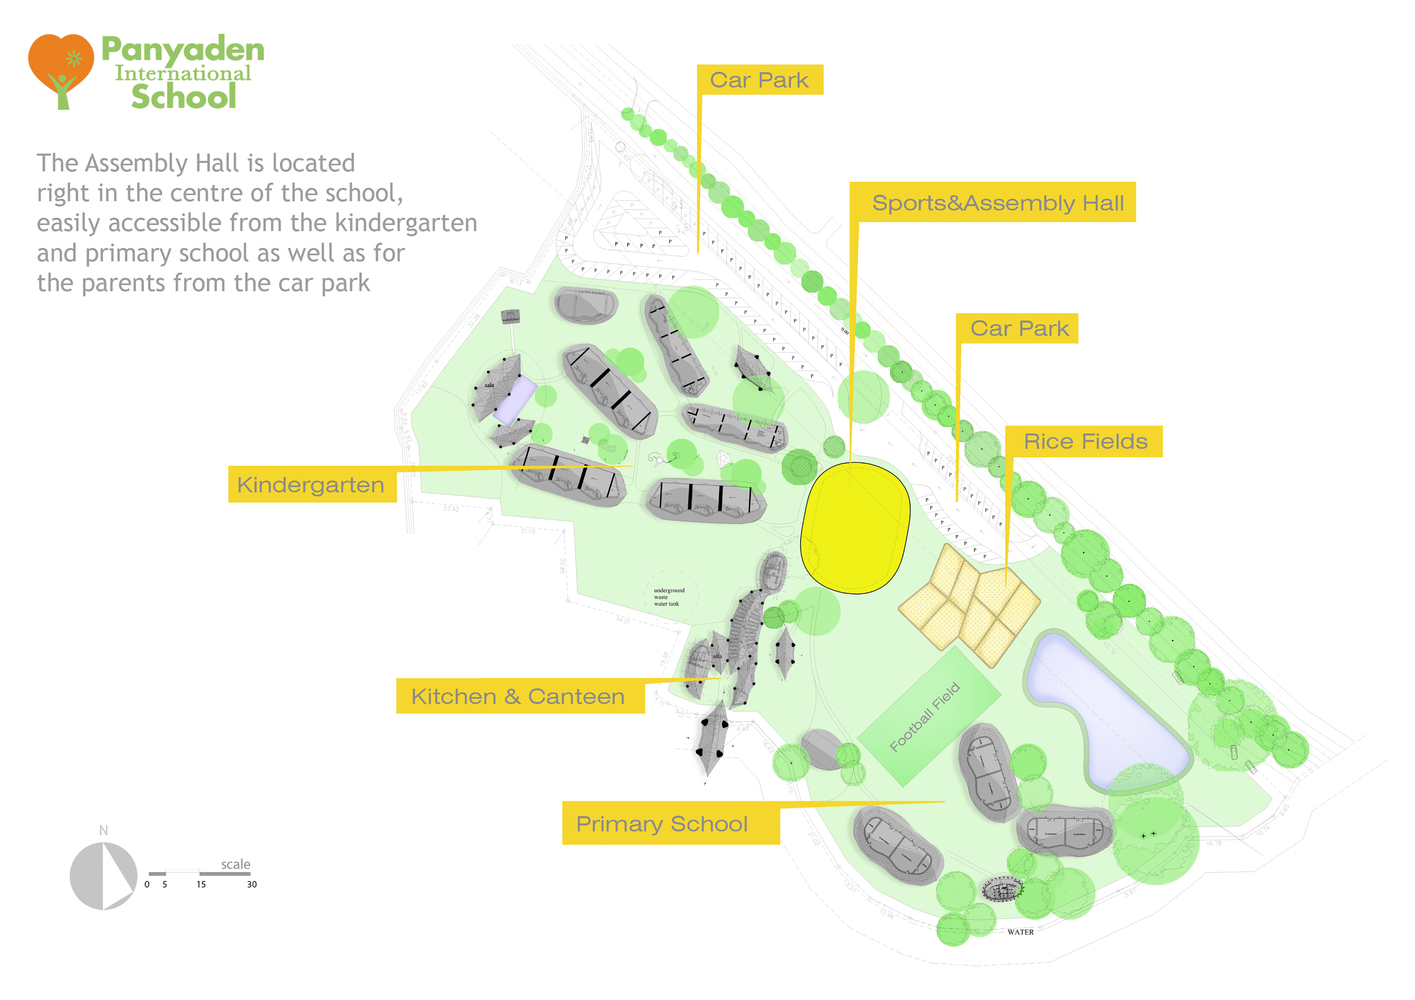 Panyaden
International
School
The Assembly Hall is located
right in the centre of the school,
easily accessible from the kindergarten
and primary school as well as for
the parents from the car park
Car Park
Sports&Assembly Hall
Car Park
Rice Fields
sala
Kindergarten
underground
waste
water tank
sala
Kitchen & Canteen
Football Field
Primary School
WATER
N
scale
0 5 15 30